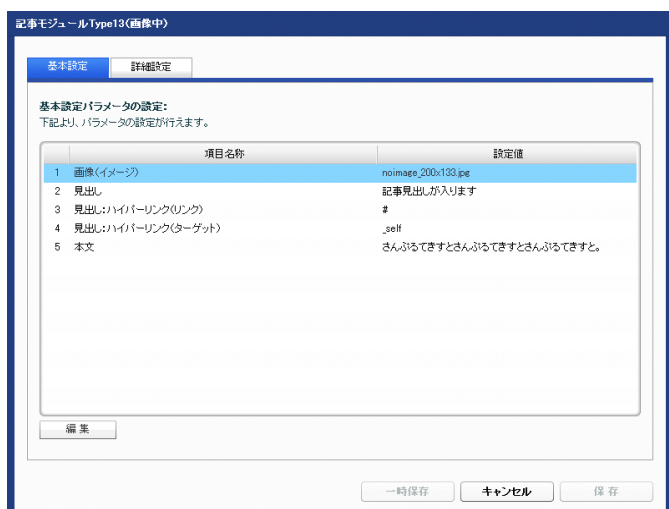 記事モジュールType13(画像中)
基本設定 詳細設定
基本設定パラメータの設定:
下記より、パラメータの設定が行えます。
項目名称 設定値
1 画像(イメージ) noimage_200x133.jpg
2 見出し 記事見出しが入ります
3 見出し:ハイパーリンク(リンク) #
4 見出し:ハイパーリンク(ターゲット) _self
5 本文 さんぷるてきすとさんぷるてきすとさんぷるてきすと。
編集
一時保存 キャンセル 保存